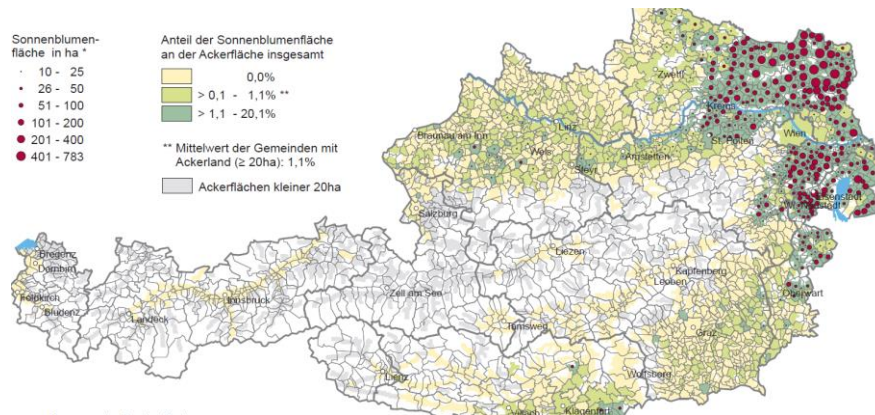 Sonnenblumen-
fläche in ha *
10 - 25
26 - 50
51 - 100
101 - 200
201 - 400
401 - 783
Anteil der Sonnenblumenfläche
an der Ackerfläche insgesamt
0,0%
> 0,1 - 1,1% **
> 1,1 - 20,1%
** Mittelwert der Gemeinden mit
Ackerland (≥ 20ha): 1,1%
Ackerflächen kleiner 20ha
Zwettl
Krems
Linz
Wien
Braunau am Inn
Wels
St. Pölten
Amstetten
Steyr
Eisenstadt
Salzburg
Bregenz
Dornbirn
Liezen
Kapfenberg
Leoben
Feldkirch
Innsbruck
Zell am See
Oberwart
Bludenz
Landeck
Tamsweg
Graz
Lienz
Wolfsberg
Villach
Klagenfurt